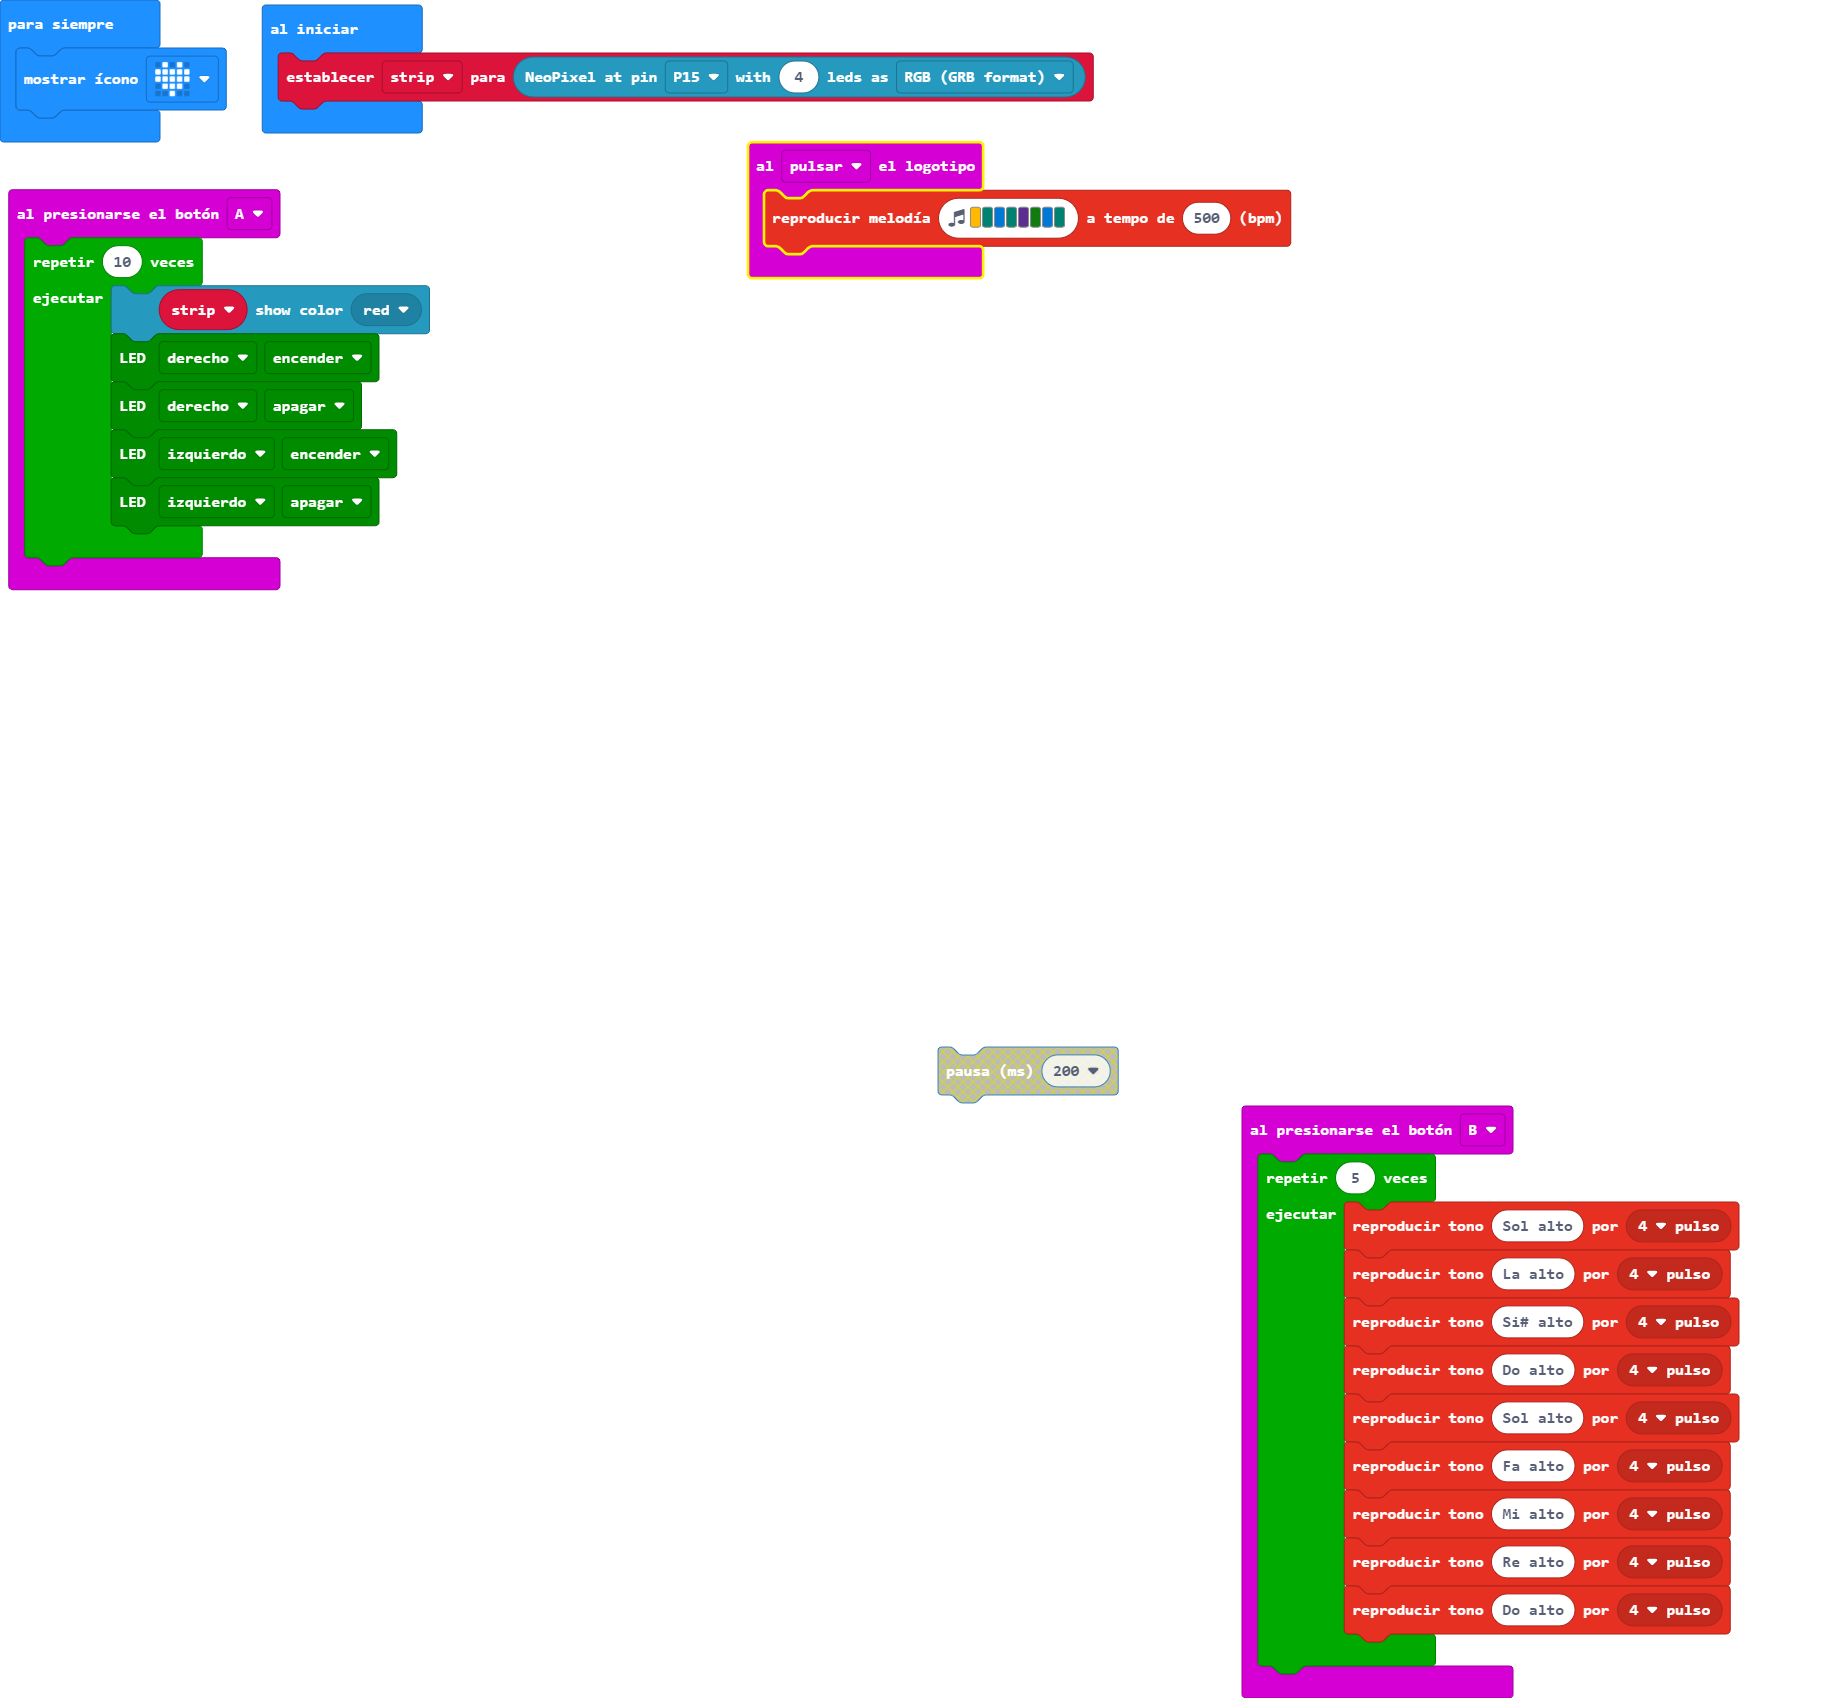 para siempre
mostrar ícono
al iniciar
establecer strip para NeoPixel at pin P15 with 4 leds as RGB (GRB format)
al pulsar el logotipo
reproducir melodía a tempo de 500 (bpm)
al presionarse el botón A
repetir 10 veces
ejecutar
strip show color red
LED derecho encender
LED derecho apagar
LED izquierdo encender
LED izquierdo apagar
pausa (ms) 200
al presionarse el botón B
repetir 5 veces
ejecutar
reproducir tono Sol alto por 4 pulso
reproducir tono La alto por 4 pulso
reproducir tono Si# alto por 4 pulso
reproducir tono Do alto por 4 pulso
reproducir tono Sol alto por 4 pulso
reproducir tono Fa alto por 4 pulso
reproducir tono Mi alto por 4 pulso
reproducir tono Re alto por 4 pulso
reproducir tono Do alto por 4 pulso